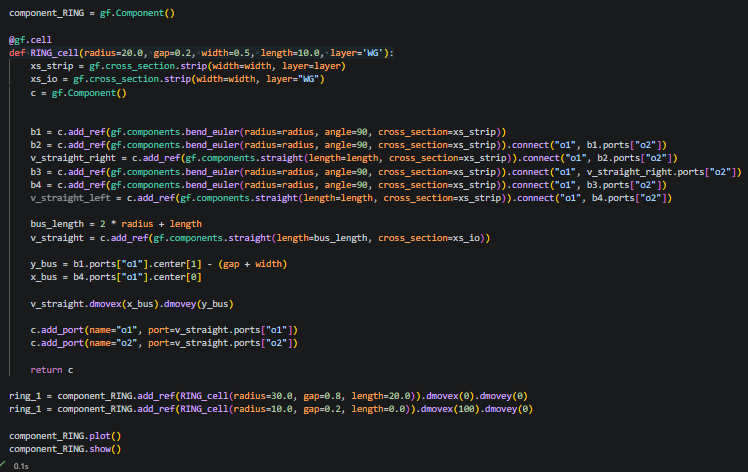 component_RING = gf.Component()
@gf.cell
def RING_cell(radius=20.0, gap=0.2, width=0.5, length=10.0, layer='WG'):
xs_strip = gf.cross_section.strip(width=width, layer=layer)
xs_io = gf.cross_section.strip(width=width, layer="WG")
c = gf.Component()
b1 = c.add_ref(gf.components.bend_euler(radius=radius, angle=90, cross_section=xs_strip))
b2 = c.add_ref(gf.components.bend_euler(radius=radius, angle=90, cross_section=xs_strip)).connect("o1", b1.ports["o2"])
v_straight_right = c.add_ref(gf.components.straight(length=length, cross_section=xs_strip)).connect("o1", b2.ports["o2"])
b3 = c.add_ref(gf.components.bend_euler(radius=radius, angle=90, cross_section=xs_strip)).connect("o1", v_straight_right.ports["o2"])
b4 = c.add_ref(gf.components.bend_euler(radius=radius, angle=90, cross_section=xs_strip)).connect("o1", b3.ports["o2"])
v_straight_left = c.add_ref(gf.components.straight(length=length, cross_section=xs_strip)).connect("o1", b4.ports["o2"])
bus_length = 2 * radius + length
v_straight = c.add_ref(gf.components.straight(length=bus_length, cross_section=xs_io))
y_bus = b1.ports["o1"].center[1] - (gap + width)
x_bus = b4.ports["o1"].center[0]
v_straight.dmovex(x_bus).dmovey(y_bus)
c.add_port(name="o1", port=v_straight.ports["o1"])
c.add_port(name="o2", port=v_straight.ports["o2"])
return c
ring_1 = component_RING.add_ref(RING_cell(radius=30.0, gap=0.8, length=20.0)).dmovex(0).dmovey(0)
ring_1 = component_RING.add_ref(RING_cell(radius=10.0, gap=0.2, length=0.0)).dmovex(100).dmovey(0)
component_RING.plot()
component_RING.show()
0.1s